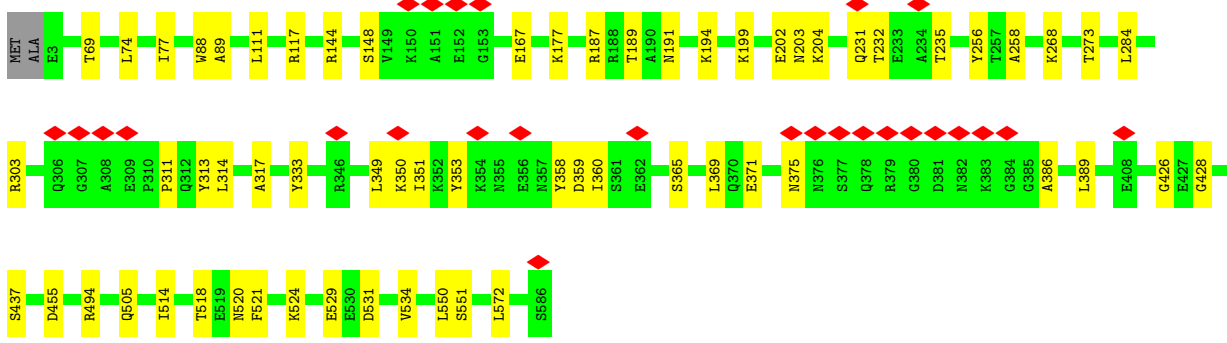 MET ALA E3 T69 L74 I77 W88 A89 L111 R117 R144 S148 V149 K150 A151 E152 G153 E167 K177 R187 R188 T189 A190 N191 K194 K199 E202 N203 K204 Q231 T232 E233 A234 T235 Y256 T257 A258 K268 T273 L284
R303 Q306 G307 A308 E309 P310 P311 Q312 Y313 L314 A317 Y333 R346 L349 K350 I351 K352 Y353 K354 N355 E356 N357 Y358 D359 I360 S361 E362 S365 L369 Q370 E371 N375 N376 S377 Q378 R379 G380 D381 N382 K383 G384 G385 A386 L389 E408 G426 E427 G428
S437 D455 R494 Q505 I514 T518 E519 N520 F521 K524 E529 E530 D531 V534 L550 S551 L572 S586